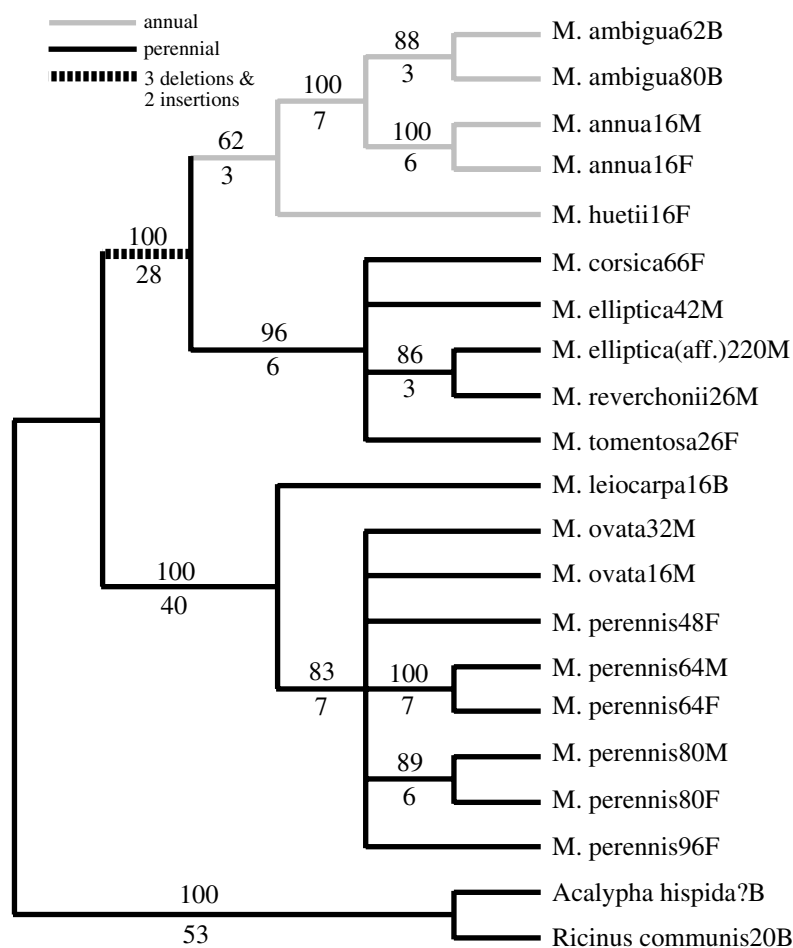 annual
perennial
3 deletions &
2 insertions
88
3
100
7
100
6
62
3
100
28
96
6
86
3
100
40
83
7
100
7
89
6
100
53
M. ambigua62B
M. ambigua80B
M. annua16M
M. annua16F
M. huetii16F
M. corsica66F
M. elliptica42M
M. elliptica(aff.)220M
M. reverchonii26M
M. tomentosa26F
M. leiocarpa16B
M. ovata32M
M. ovata16M
M. perennis48F
M. perennis64M
M. perennis64F
M. perennis80M
M. perennis80F
M. perennis96F
Acalypha hispida?B
Ricinus communis20B